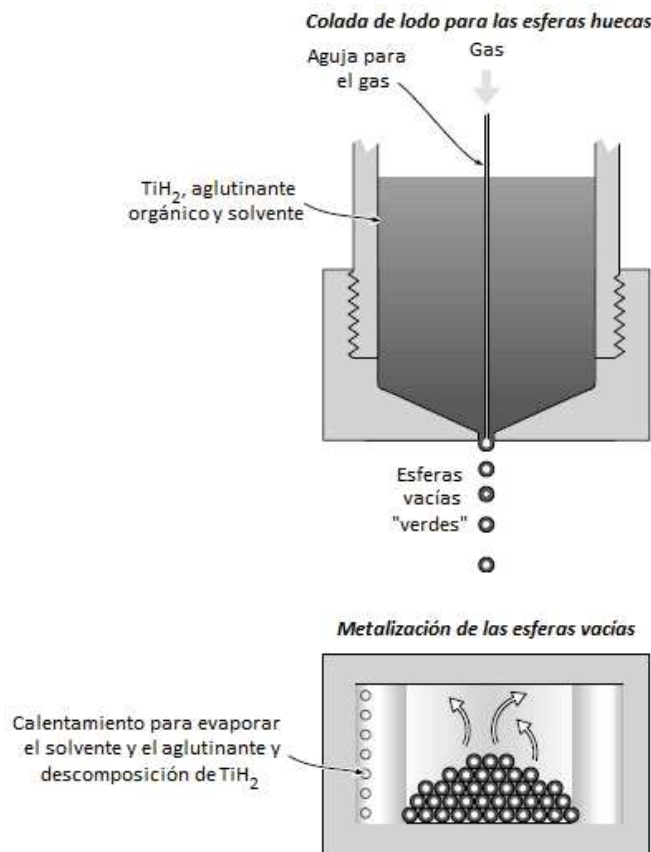 Colada de lodo para las esferas huecas
Gas
Aguja para
el gas
TiH₂, aglutinante
orgánico y solvente
Esferas
vacías
"verdes"
Metalización de las esferas vacías
Calentamiento para evaporar
el solvente y el aglutinante y
descomposición de TiH₂